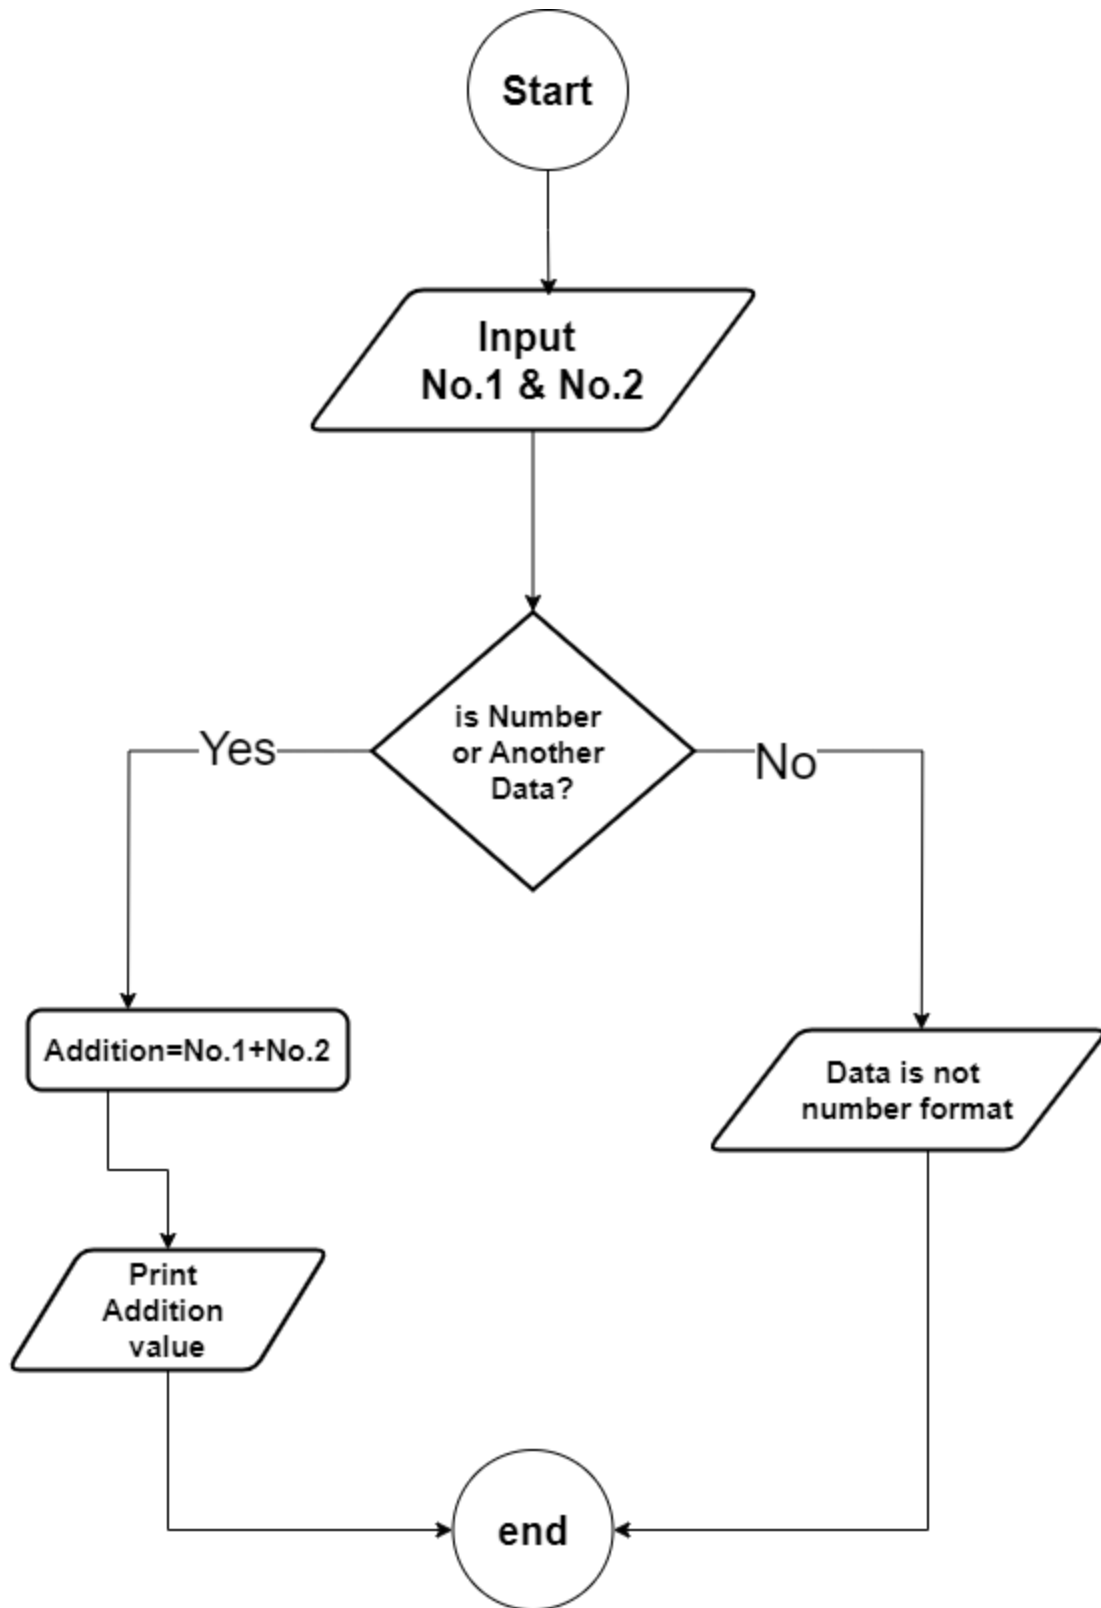 Start
Input
No.1 & No.2
is Number
or Another
Data?
Yes
No
Addition=No.1+No.2
Data is not
number format
Print
Addition
value
end